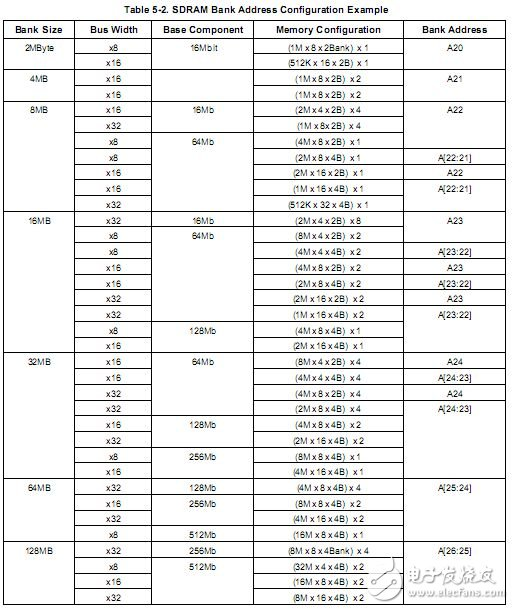 Table 5-2. SDRAM Bank Address Configuration Example
Bank Size Bus Width Base Component Memory Configuration Bank Address
2MByte x8 16Mbit (1M x 8 x 2Bank) x 1 A20
x16 (512K x 16 x 2B) x 1
4MB x16 (1M x 8 x 2B) x 2 A21
x16 (1M x 8 x 2B) x 2
8MB x16 16Mb (2M x 4 x 2B) x 4 A22
x32 (1M x 8x 2B) x 4
x8 64Mb (4M x 8 x 2B) x 1
x8 (2M x 8 x 4B) x 1 A[22:21]
x16 (2M x 16 x 2B) x 1 A22
x16 (1M x 16 x 4B) x 1 A[22:21]
x32 (512K x 32 x 4B) x 1
16MB x32 16Mb (2M x 4 x 2B) x 8 A23
x8 64Mb (8M x 4 x 2B) x 2
x8 (4M x 4 x 4B) x 2 A[23:22]
x16 (4M x 8 x 2B) x 2 A23
x16 (2M x 8 x 4B) x 2 A[23:22]
x32 (2M x 16 x 2B) x 2 A23
x32 (1M x 16 x 4B) x 2 A[23:22]
x8 128Mb (4M x 8 x 4B) x 1
x16 (2M x 16 x 4B) x 1
32MB x16 64Mb (8M x 4 x 2B) x 4 A24
x16 (4M x 4 x 4B) x 4 A[24:23]
x32 (4M x 8 x 2B) x 4 A24
x32 (2M x 8 x 4B) x 4 A[24:23]
x16 128Mb (4M x 8 x 4B) x 2
x32 (2M x 16 x 4B) x 2
x8 256Mb (8M x 8 x 4B) x 1
x16 (4M x 16 x 4B) x 1
64MB x32 128Mb (4M x 8 x 4B) x 4 A[25:24]
x16 256Mb (8M x 8 x 4B) x 2
x32 (4M x 16 x 4B) x 2
x8 512Mb (16M x 8 x 4B) x 1
128MB x32 256Mb (8M x 8 x 4Bank) x 4 A[26:25]
x8 512Mb (32M x 4 x 4B) x 2
x16 (16M x 8 x 4B) x 2
x32 (8M x 16 x 4B) x 2
电子发烧友
www.elecfans.com